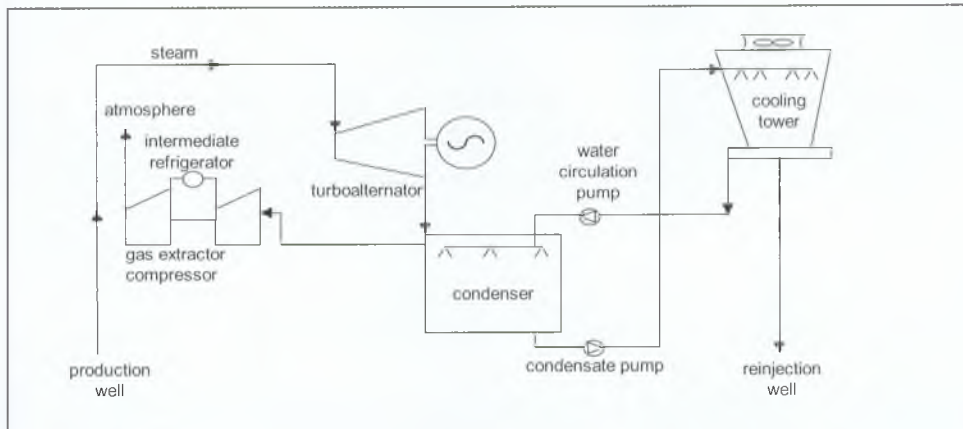 steam
atmosphere
intermediate
refrigerator
gas extractor
compressor
production
well
turboalternator
water
circulation
pump
condenser
condensate pump
cooling
tower
reinjection
well